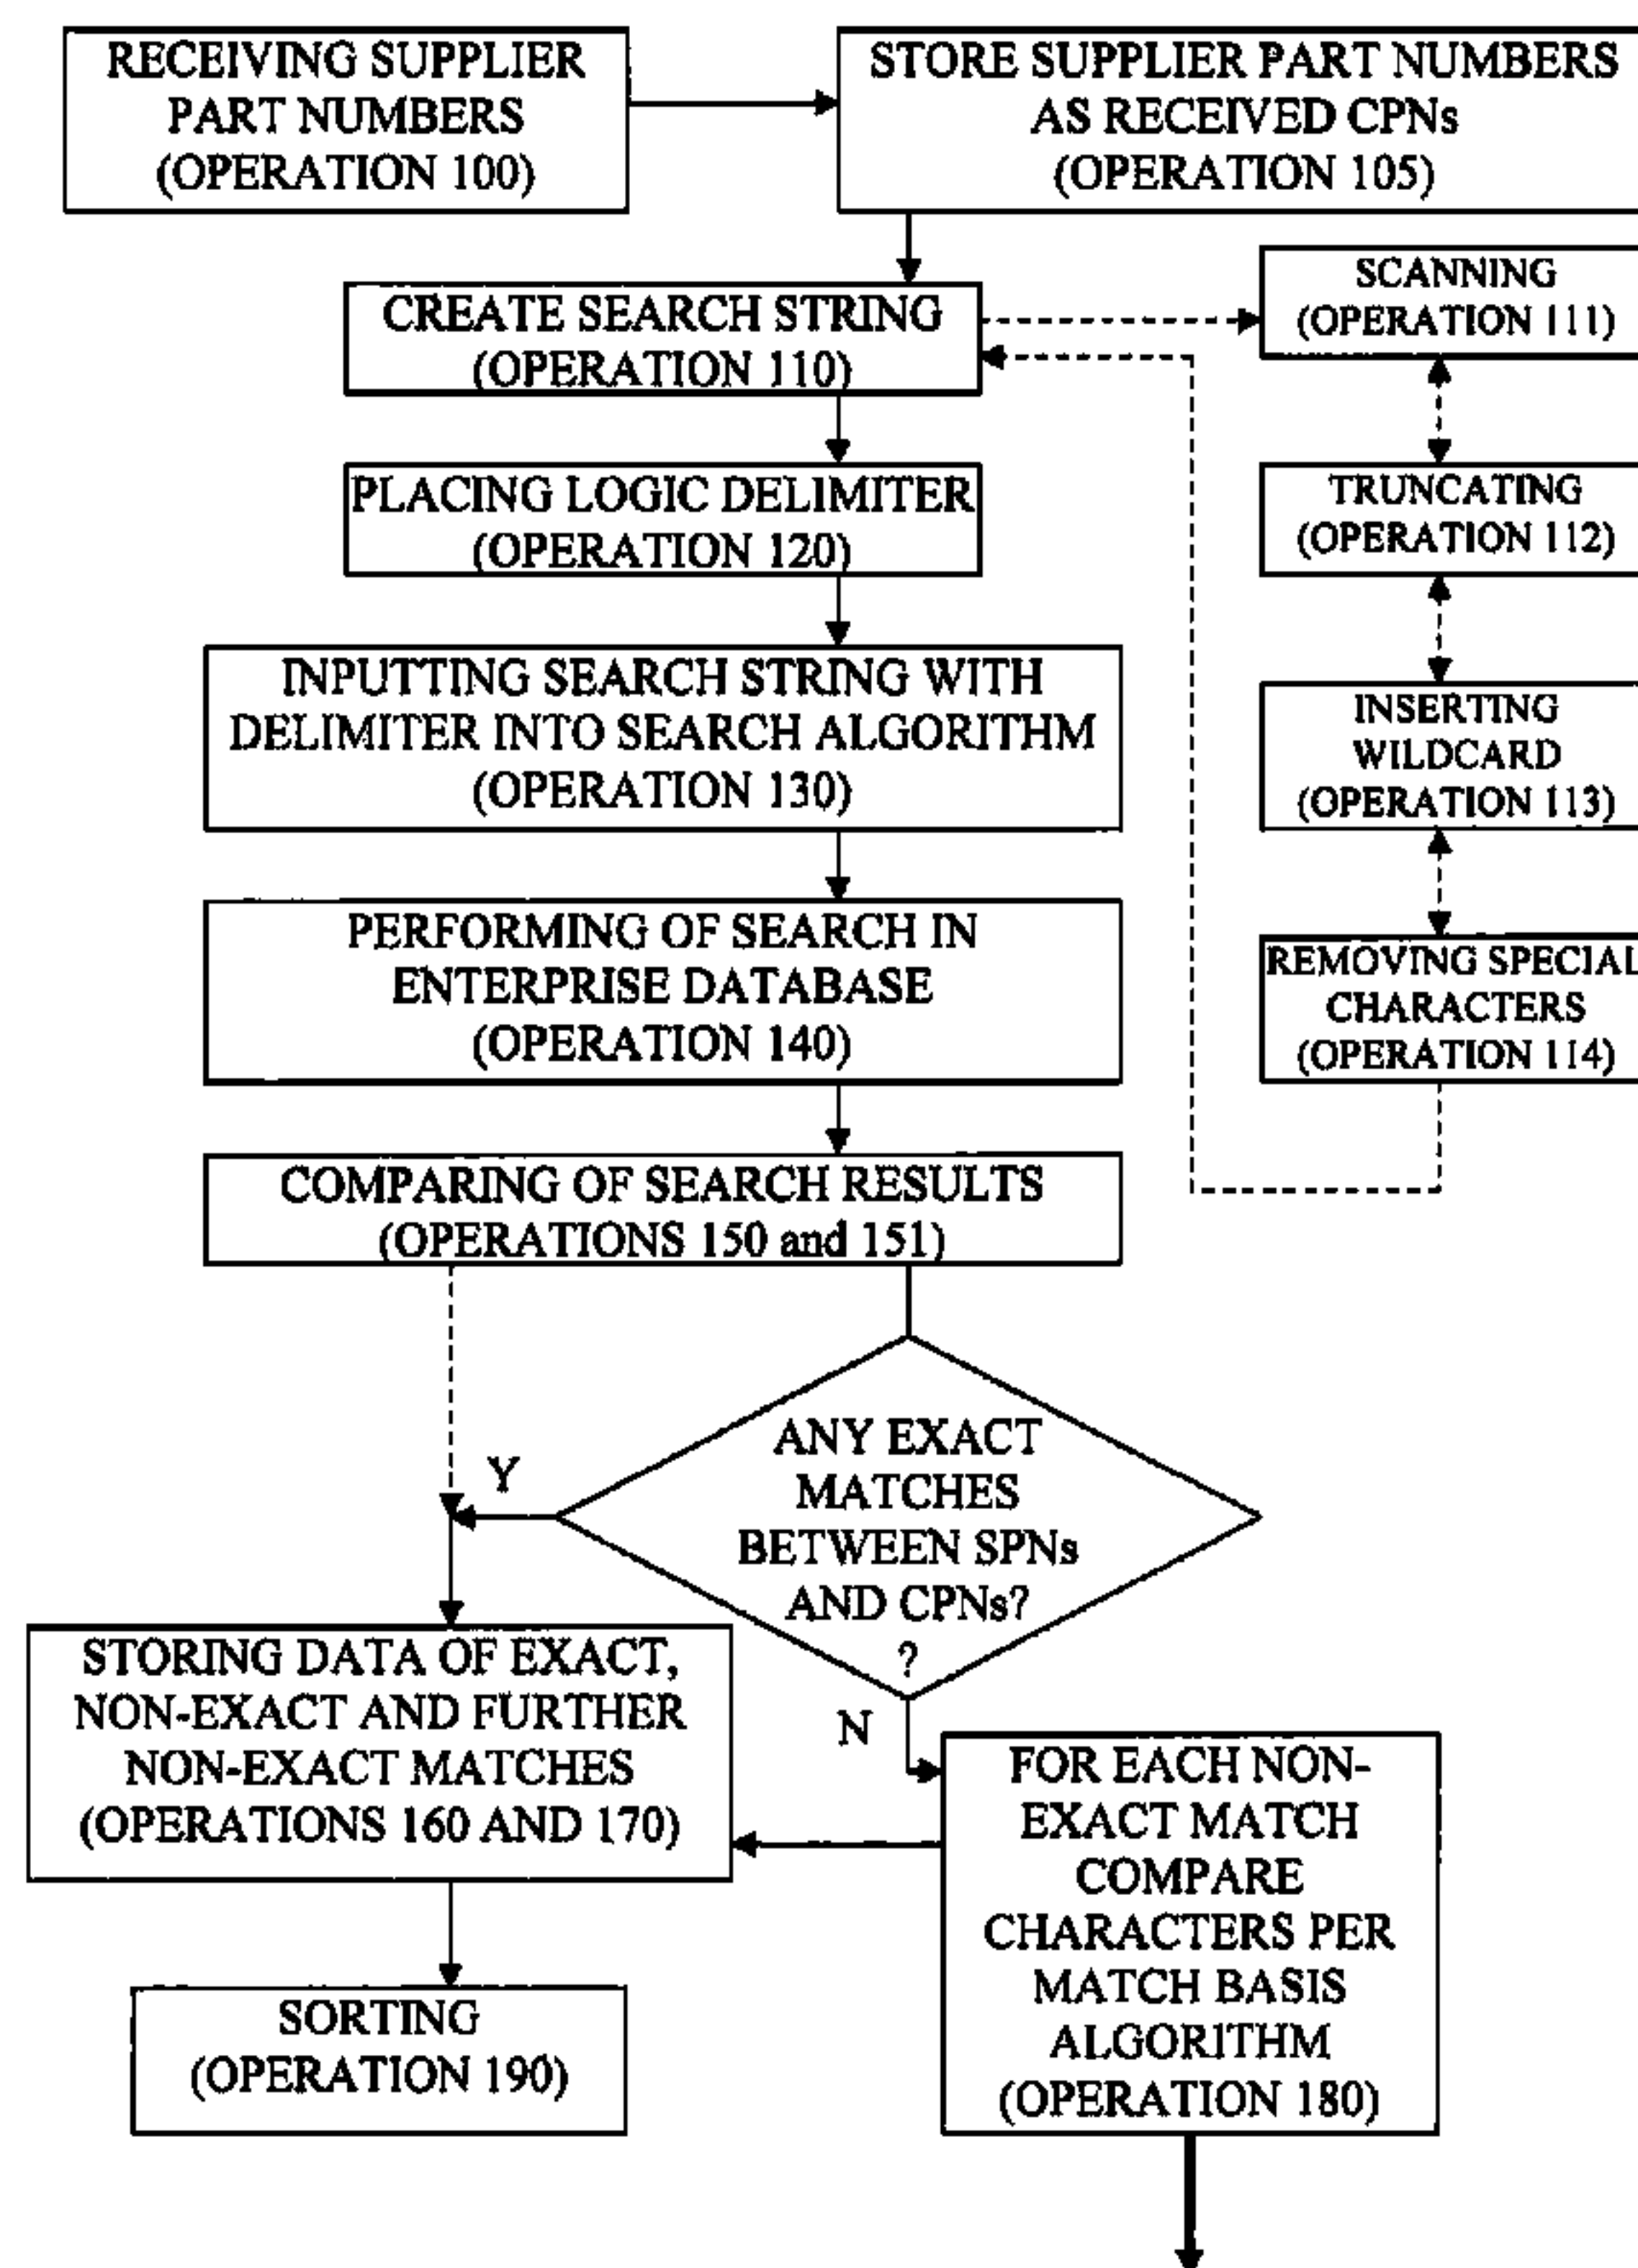 RECEIVING SUPPLIER
PART NUMBERS
(OPERATION 100)
STORE SUPPLIER PART NUMBERS
AS RECEIVED CPNs
(OPERATION 105)
CREATE SEARCH STRING
(OPERATION 110)
SCANNING
(OPERATION 111)
PLACING LOGIC DELIMITER
(OPERATION 120)
TRUNCATING
(OPERATION 112)
INPUTTING SEARCH STRING WITH
DELIMITER INTO SEARCH ALGORITHM
(OPERATION 130)
INSERTING
WILDCARD
(OPERATION 113)
PERFORMING OF SEARCH IN
ENTERPRISE DATABASE
(OPERATION 140)
REMOVING SPECIAL
CHARACTERS
(OPERATION 114)
COMPARING OF SEARCH RESULTS
(OPERATIONS 150 and 151)
ANY EXACT
MATCHES
BETWEEN SPNs
AND CPNs?
?
Y
N
STORING DATA OF EXACT,
NON-EXACT AND FURTHER
NON-EXACT MATCHES
(OPERATIONS 160 AND 170)
FOR EACH NON-
EXACT MATCH
COMPARE
CHARACTERS PER
MATCH BASIS
ALGORITHM
(OPERATION 180)
SORTING
(OPERATION 190)